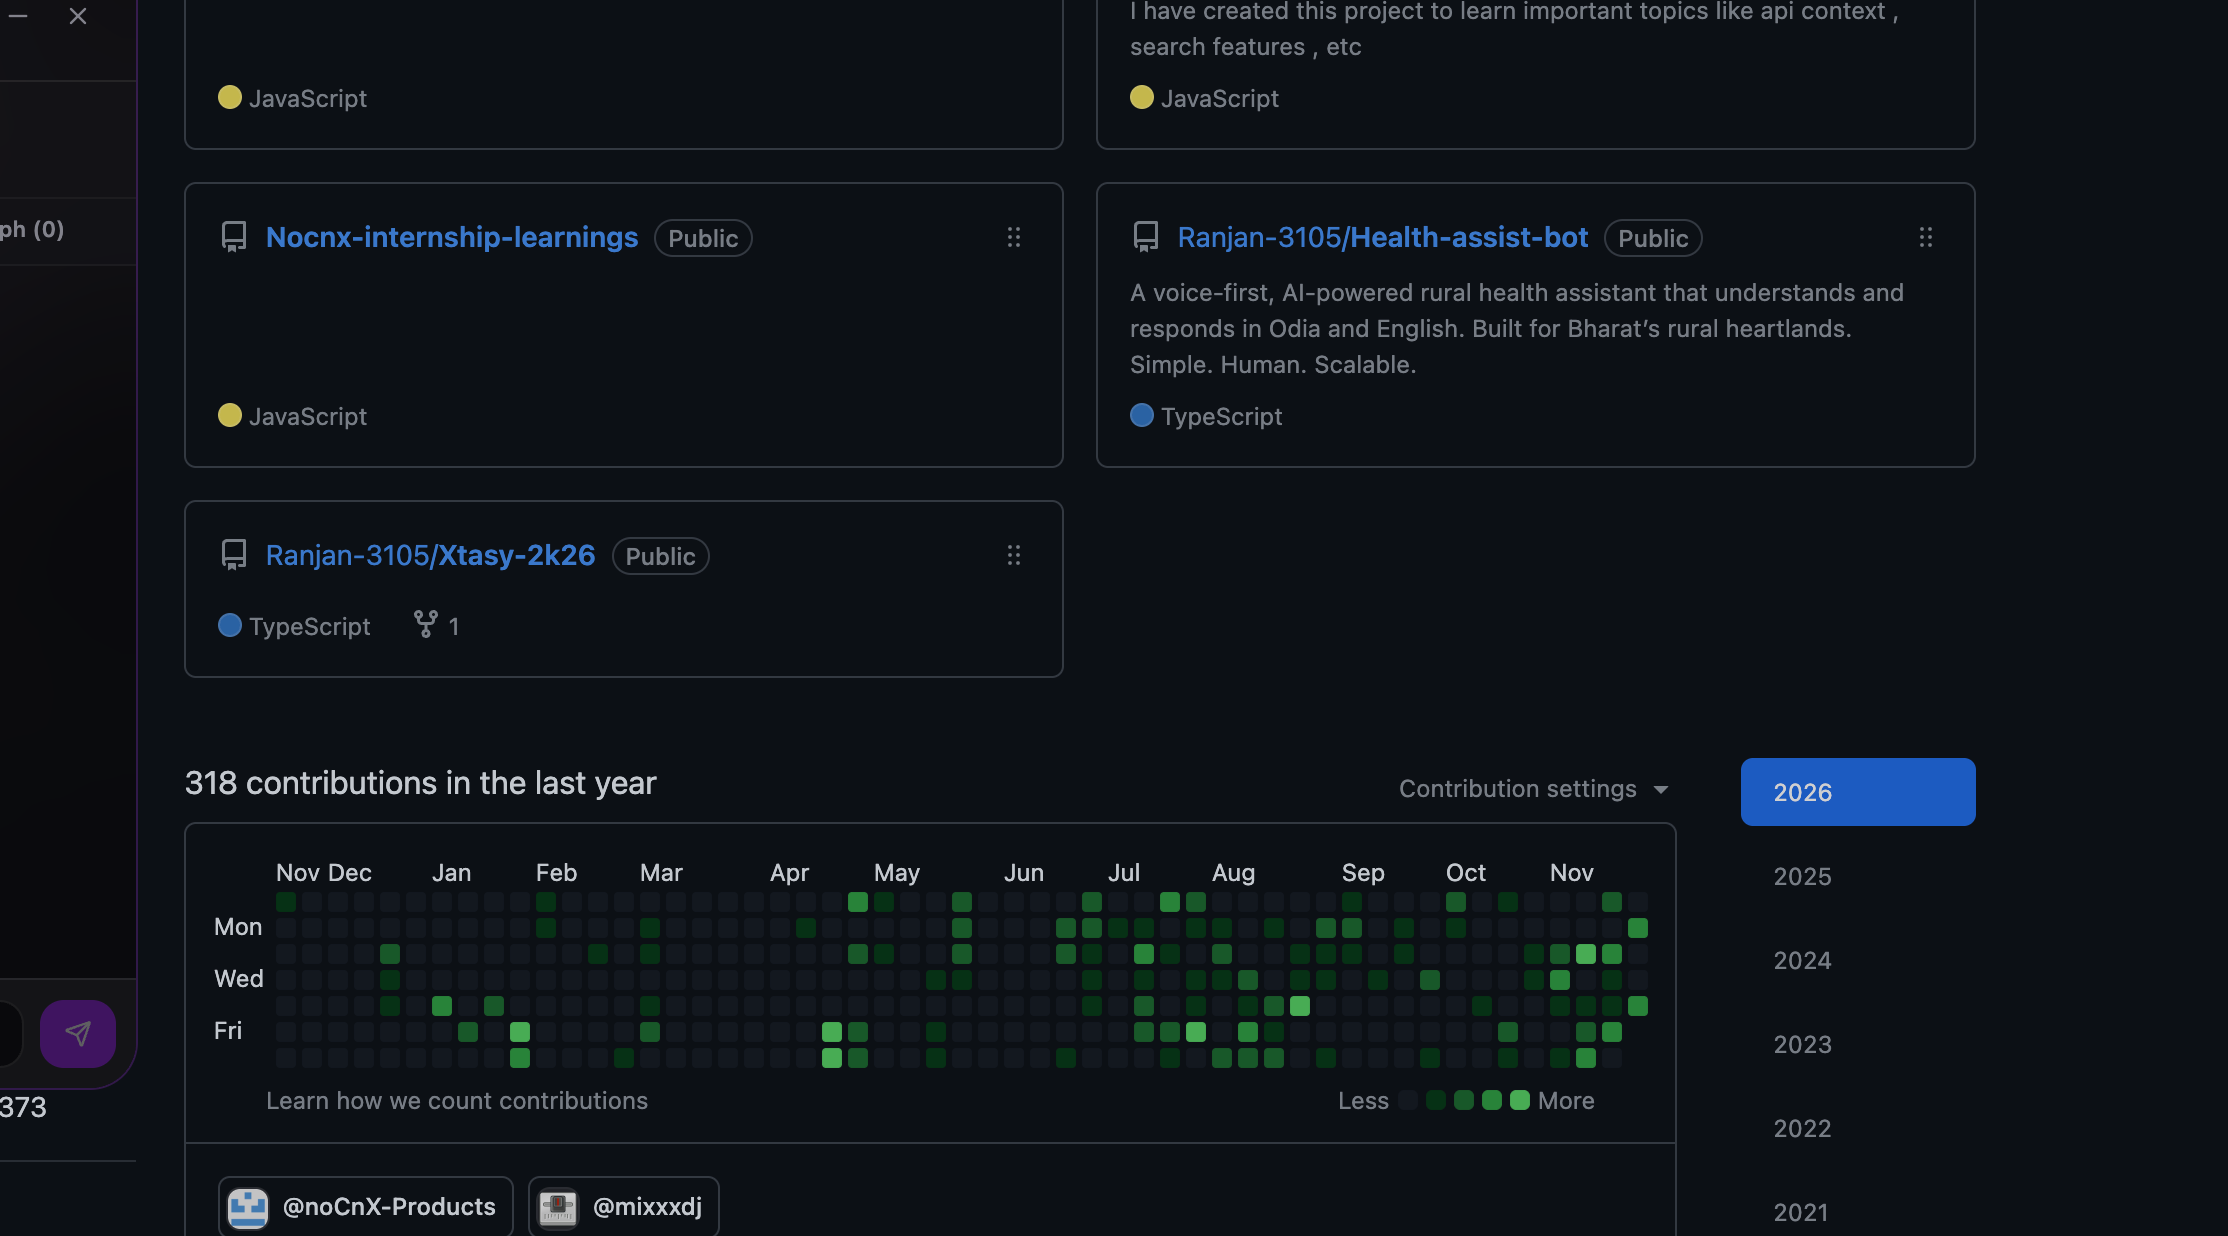 I have created this project to learn important topics like api context ,
search features , etc
JavaScript
JavaScript
ph (0)
Nocnx-internship-learnings Public
JavaScript
Ranjan-3105/Health-assist-bot Public
A voice-first, AI-powered rural health assistant that understands and
responds in Odia and English. Built for Bharat’s rural heartlands.
Simple. Human. Scalable.
TypeScript
Ranjan-3105/Xtasy-2k26 Public
TypeScript 1
318 contributions in the last year
Contribution settings
2026
2025
2024
2023
2022
2021
Nov Dec Jan Feb Mar Apr May Jun Jul Aug Sep Oct Nov
Mon
Wed
Fri
Learn how we count contributions
Less More
373
@noCnX-Products
@mixxxdj